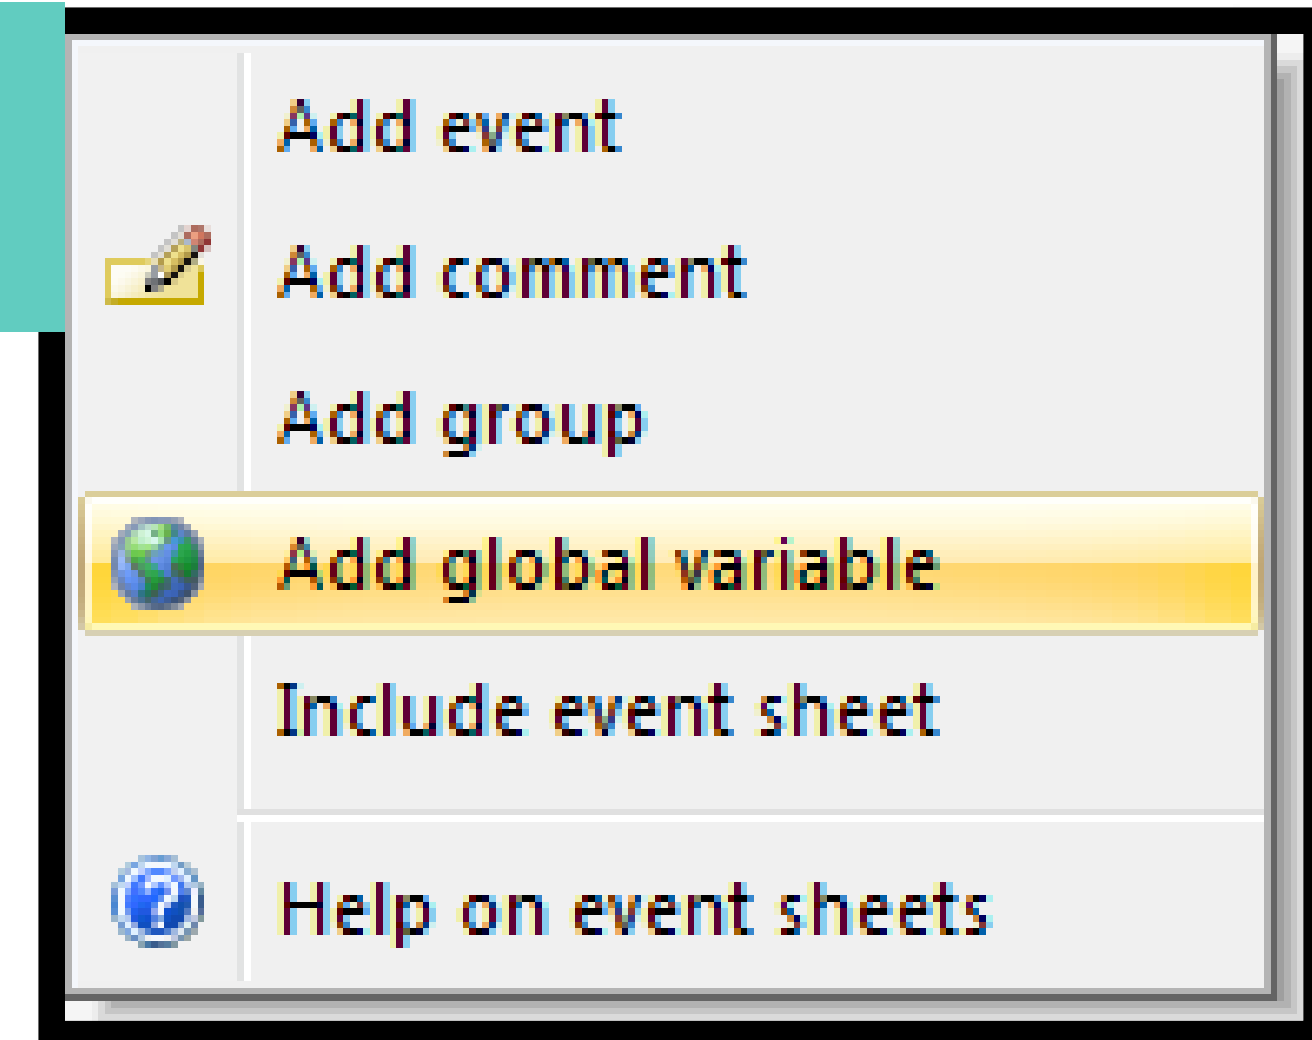 Add event
Add comment
Add group
Add global variable
Include event sheet
Help on event sheets